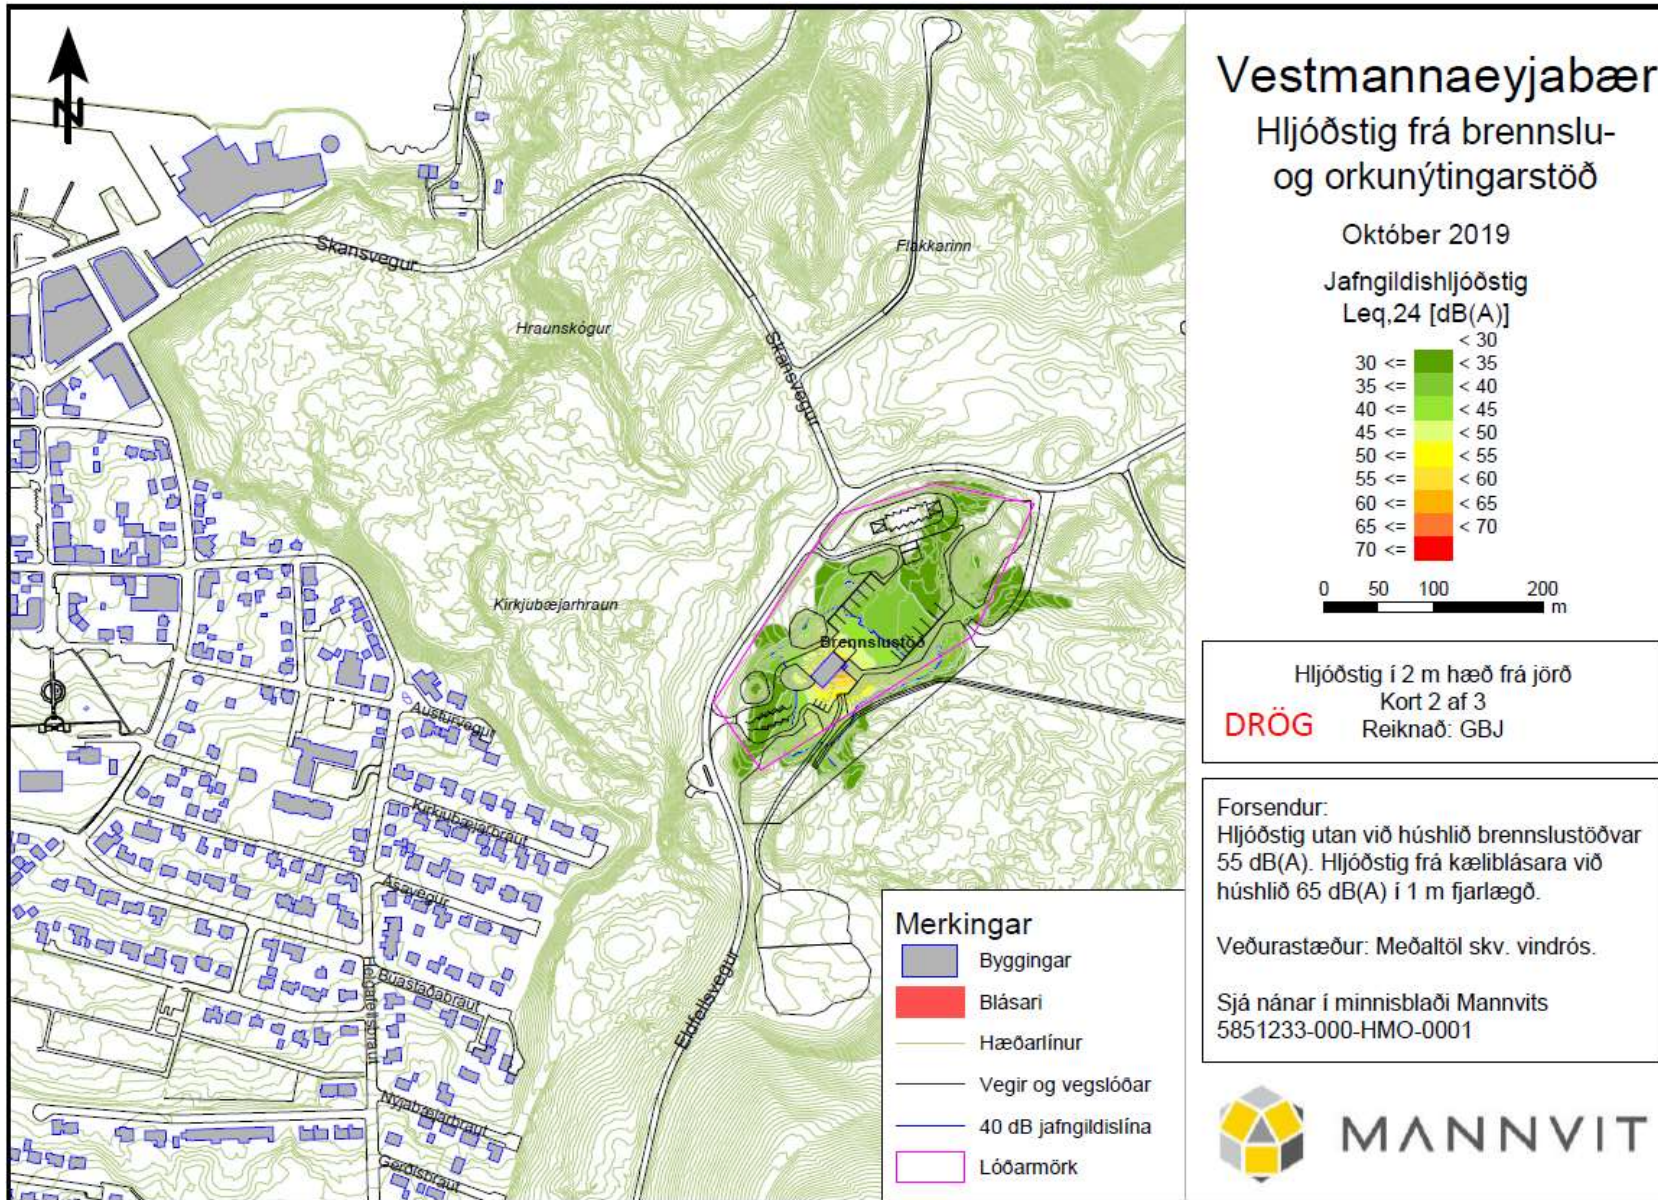 N
Skansvegur
Flakkarinn
Hraunskógur
Skansvegur
Kirkjubæjarhraun
Brennslustöð
Austurvegur
Kirkjubæjarbraut
Ásavegur
Búastaðabraut
Helgafellsbraut
Nýjabæjarbraut
Gerðisbraut
Eldfellsvegur
Merkingar
Byggingar
Blásari
Hæðarlínur
Vegir og vegslóðar
40 dB jafngildislína
Lóðarmörk
Vestmannaeyjabær
Hljóðstig frá brennslu-
og orkunýtingarstöð
Október 2019
Jafngildishljóðstig
Leq,24 [dB(A)]
< 30
30 <= < 35
35 <= < 40
40 <= < 45
45 <= < 50
50 <= < 55
55 <= < 60
60 <= < 65
65 <= < 70
70 <=
0 50 100 200
m
Hljóðstig í 2 m hæð frá jörð
Kort 2 af 3
DRÖG Reiknað: GBJ
Forsendur:
Hljóðstig utan við húshlið brennslustöðvar
55 dB(A). Hljóðstig frá kæliblásara við
húshlið 65 dB(A) í 1 m fjarlægð.
Veðurastæður: Meðaltöl skv. vindrós.
Sjá nánar í minnisblaði Mannvits
5851233-000-HMO-0001
MANNVIT